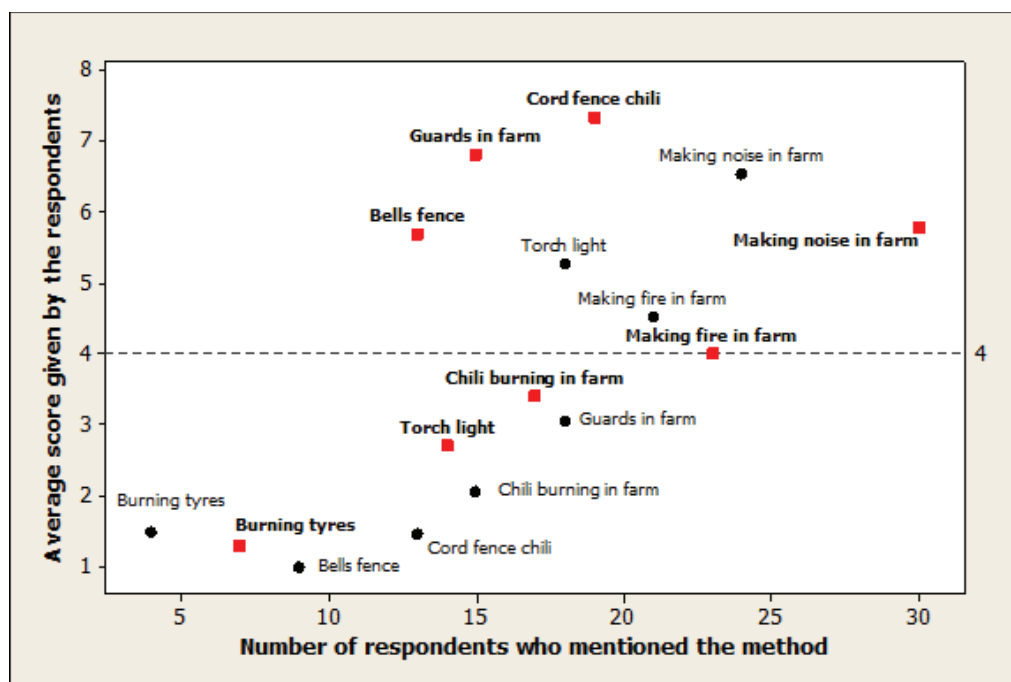 Average score given by the respondents
8
7
6
5
4
3
2
1
Cord fence chili
Guards in farm
Making noise in farm
Bells fence
Making noise in farm
Torch light
Making fire in farm
Making fire in farm
4
Chili burning in farm
Guards in farm
Torch light
Chili burning in farm
Burning tyres
Burning tyres
Cord fence chili
Bells fence
5 10 15 20 25 30
Number of respondents who mentioned the method